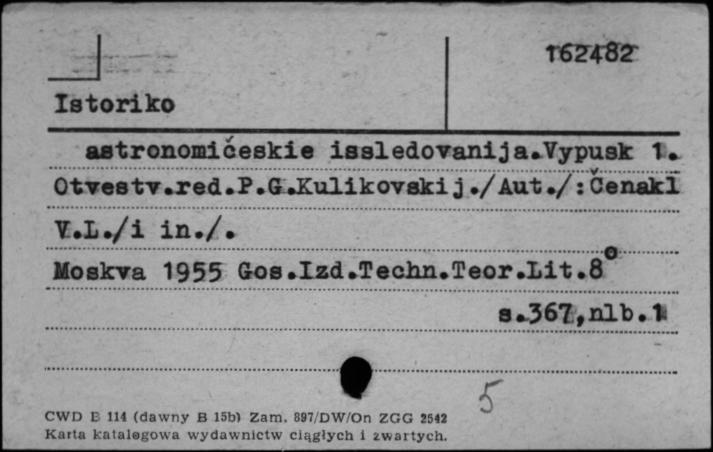 162482
Istoriko
astronomićeskie issledovanija.Vypusk 1.
Otvestv.red.P.G.Kulikovskij./Aut./:Čenakl
V.L./i in./.
Moskva 1955 Gos.Izd.Techn.Teor.Lit.8°
s.367,nlb.1
5
CWD B 114 (dawny B 15b) Zam. 897/DW/On ZGG 2542
Karta katalogowa wydawnictw ciągłych i zwartych.